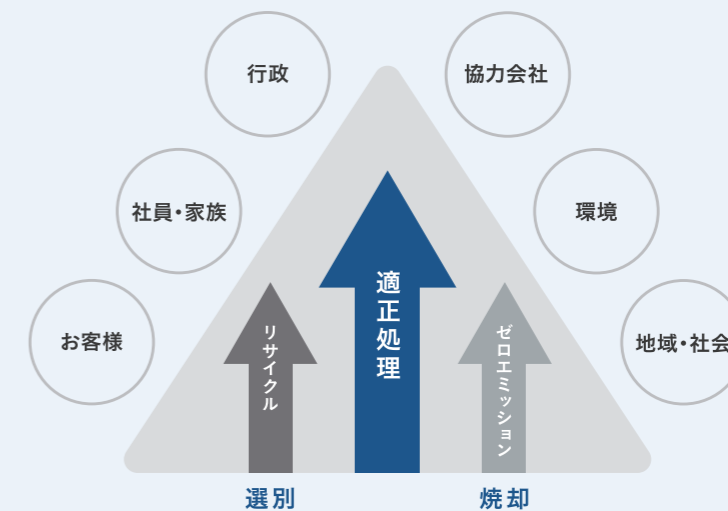 行政
協力会社
社員・家族
環境
お客様
地域・社会
適正処理
リサイクル
ゼロエミッション
選別
焼却